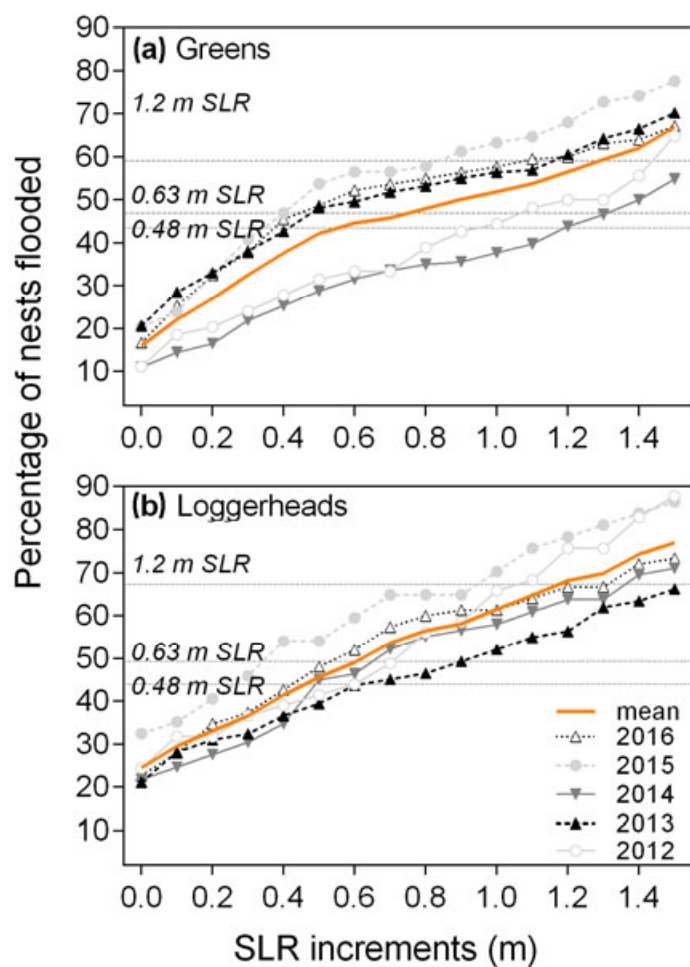 Percentage of nests flooded
(a) Greens
90
80
70
60
50
40
30
20
10
1.2 m SLR
0.63 m SLR
0.48 m SLR
0.0 0.2 0.4 0.6 0.8 1.0 1.2 1.4
(b) Loggerheads
90
80
70
60
50
40
30
20
10
1.2 m SLR
0.63 m SLR
0.48 m SLR
mean
2016
2015
2014
2013
2012
0.0 0.2 0.4 0.6 0.8 1.0 1.2 1.4
SLR increments (m)